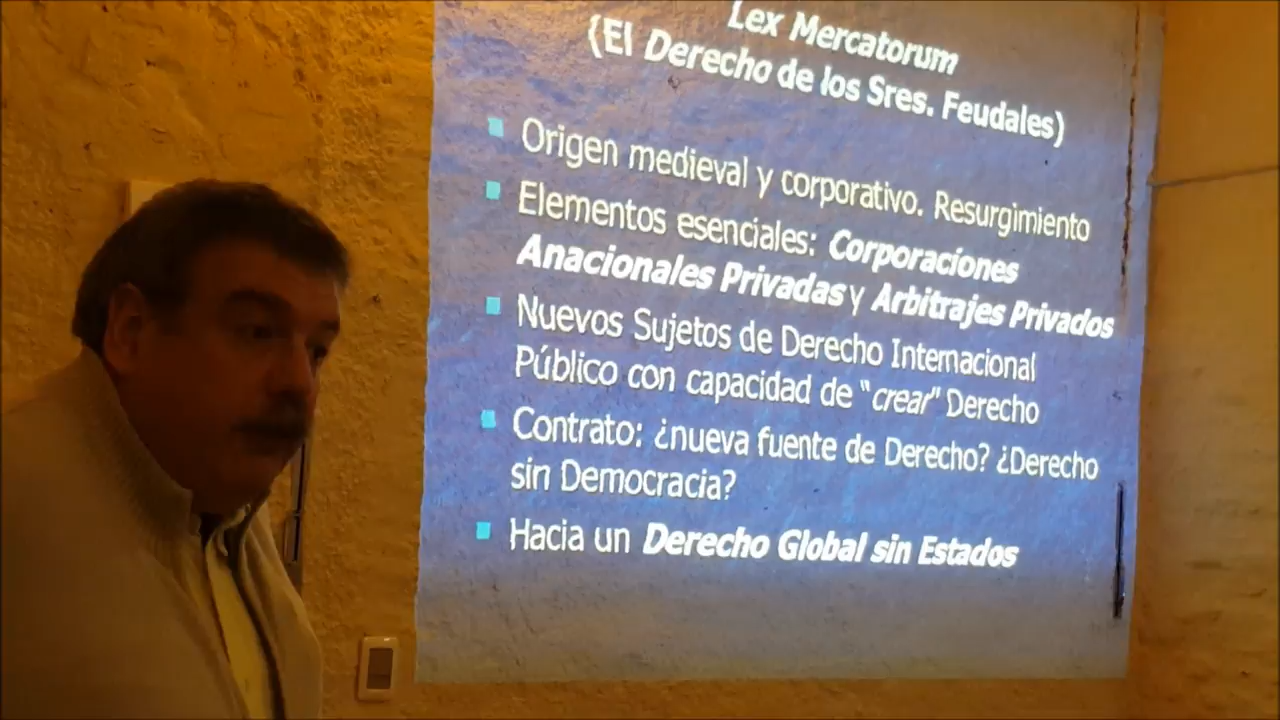 Lex Mercatorum
(El Derecho de los Sres. Feudales)
Origen medieval y corporativo. Resurgimiento
Elementos esenciales: Corporaciones
Anacionales Privadas y Arbitrajes Privados
Nuevos Sujetos de Derecho Internacional
Público con capacidad de "crear" Derecho
Contrato: ¿nueva fuente de Derecho? ¿Derecho
sin Democracia?
Hacia un Derecho Global sin Estados